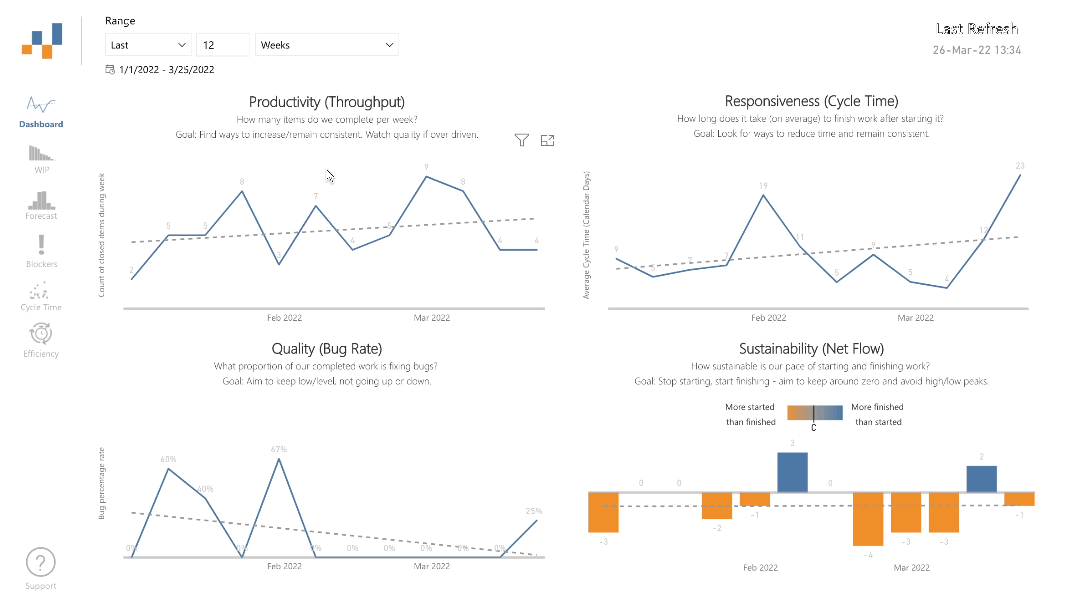 Range
Last Refresh
Last
12
Weeks
26-Mar-22 13:34
1/1/2022 - 3/25/2022
Dashboard
WIP
Forecast
Blockers
Cycle Time
Efficiency
Support
Productivity (Throughput)
How many items do we complete per week?
Goal: Find ways to increase/remain consistent. Watch quality if over driven.
Count of closed items during week
2
5
5
8
7
4
5
9
8
4
4
Feb 2022
Mar 2022
Responsiveness (Cycle Time)
How long does it take (on average) to finish work after starting it?
Goal: Look for ways to reduce time and remain consistent.
Average Cycle Time (Calendar Days)
9
5
7
19
11
5
9
5
4
13
23
Feb 2022
Mar 2022
Quality (Bug Rate)
What proportion of our completed work is fixing bugs?
Goal: Aim to keep low/level, not going up or down.
Bug percentage rate
0%
60%
40%
0%
67%
0%
0%
0%
0%
0%
0%
25%
Feb 2022
Mar 2022
Sustainability (Net Flow)
How sustainable is our pace of starting and finishing work?
Goal: Stop starting, start finishing - aim to keep around zero and avoid high/low peaks.
More started
than finished
More finished
than started
-3
0
0
-2
-1
3
0
-4
-3
-3
2
-1
Feb 2022
Mar 2022